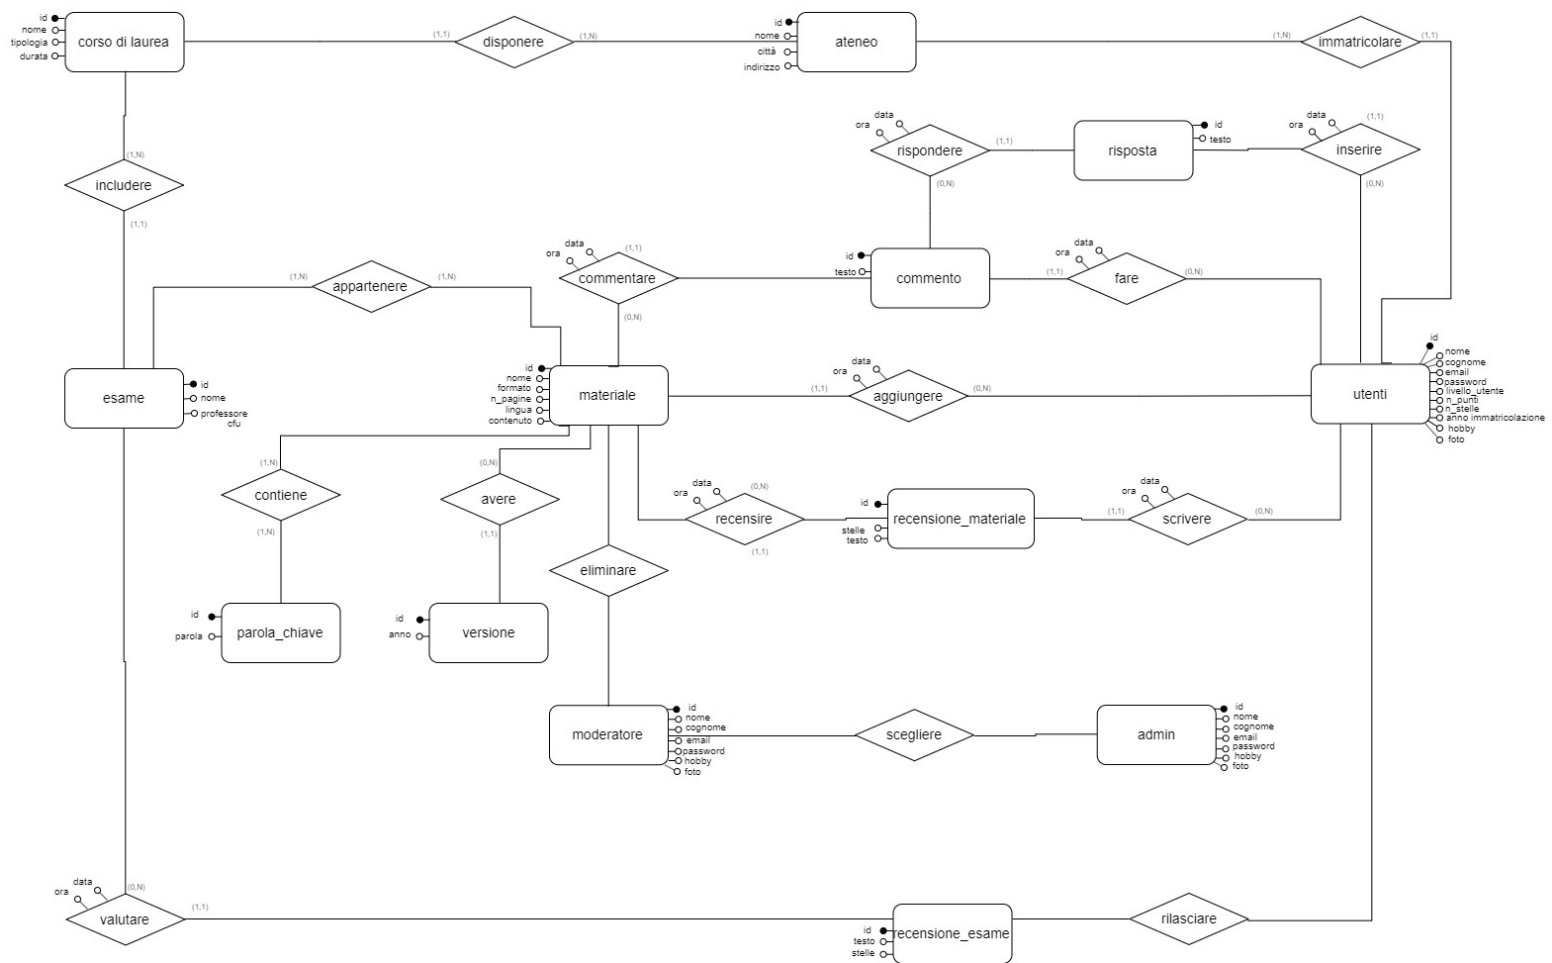 id
nome
tipologia
durata
corso di laurea
(1,1)
disponere
(1,N)
id
nome
città
indirizzo
ateneo
(1,N)
immatricolare
(1,1)
ora
data
rispondere
(1,1)
(0,N)
risposta
id
testo
ora
data
(1,1)
inserire
(0,N)
(1,N)
includere
(1,1)
(1,N)
appartenere
(1,N)
ora
data
(1,1)
commentare
(0,N)
id
testo
commento
(1,1)
ora
data
fare
(0,N)
esame
id
nome
professore
cfu
id
nome
formato
n_pagine
lingua
contenuto
materiale
(1,1)
ora
data
aggiungere
(0,N)
utenti
id
nome
cognome
email
password
livello_utente
n_punti
n_stelle
anno immatricolazione
hobby
foto
(1,N)
contiene
(1,N)
(0,N)
avere
(1,1)
ora
data
(0,N)
recensire
(1,1)
id
stelle
testo
recensione_materiale
(1,1)
ora
data
scrivere
(0,N)
eliminare
id
parola
parola_chiave
id
anno
versione
moderatore
id
nome
cognome
email
password
hobby
foto
scegliere
admin
id
nome
cognome
email
password
hobby
foto
ora
data
(0,N)
valutare
(1,1)
id
testo
stelle
recensione_esame
rilasciare